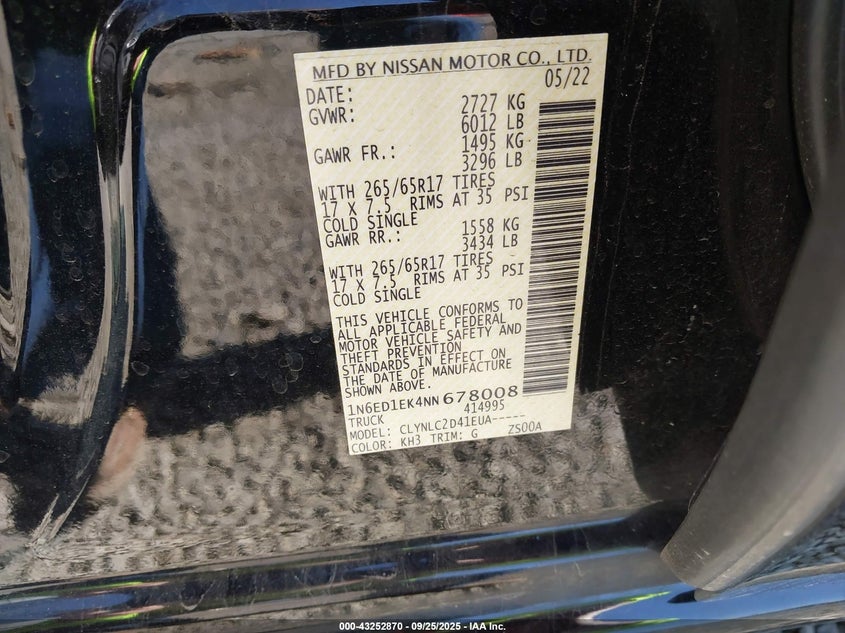 MFD BY NISSAN MOTOR CO., LTD.
DATE: 05/22
GVWR: 2727 KG
6012 LB
GAWR FR.: 1495 KG
3296 LB
WITH 265/65R17 TIRES
17 X 7.5 RIMS AT 35 PSI
COLD SINGLE
GAWR RR.: 1558 KG
3434 LB
WITH 265/65R17 TIRES
17 X 7.5 RIMS AT 35 PSI
COLD SINGLE
THIS VEHICLE CONFORMS TO
ALL APPLICABLE FEDERAL
MOTOR VEHICLE SAFETY AND
THEFT PREVENTION
STANDARDS IN EFFECT ON
THE DATE OF MANUFACTURE
SHOWN ABOVE.
1N6ED1EK4NN678008
TRUCK 414995
MODEL: CLYNLC2D41EUA-----
COLOR: KH3 TRIM: G ZS00A
000-43252870 - 09/25/2025 - IAA Inc.